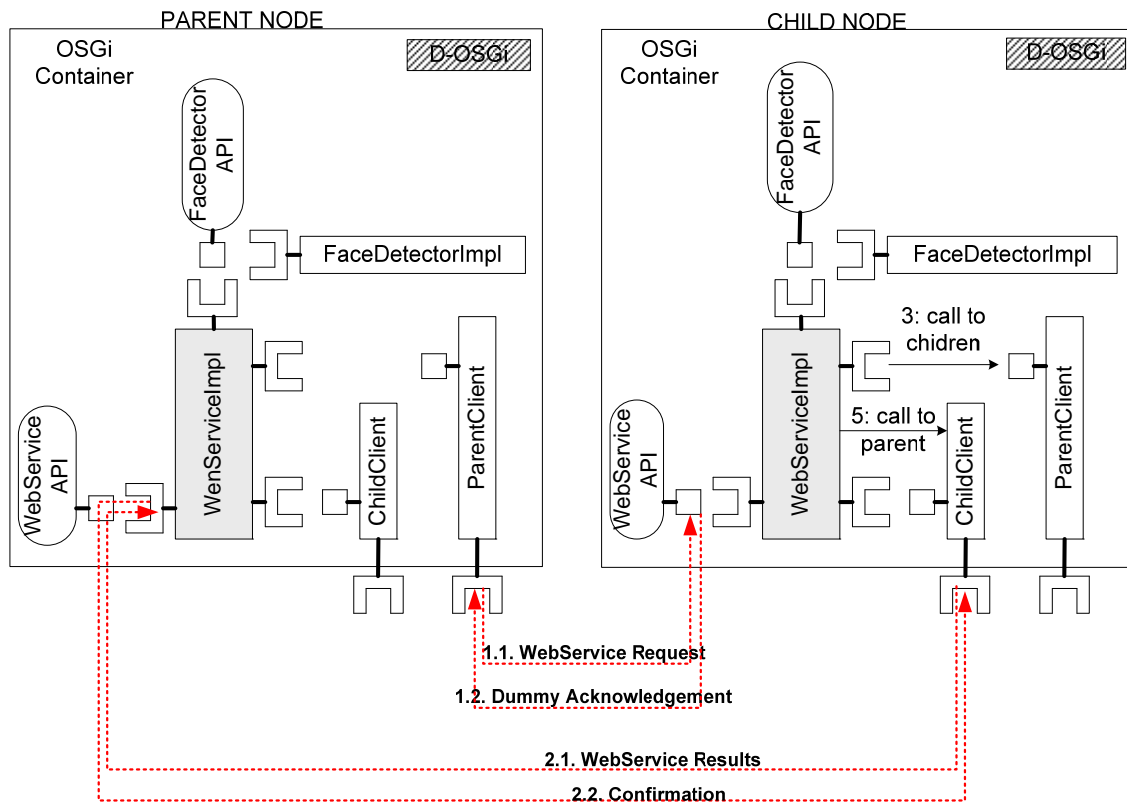 PARENT NODE
OSGi
Container
D-OSGi
FaceDetector
API
FaceDetectorImpl
WenServiceImpl
WebService
API
ChildClient
ParentClient
CHILD NODE
OSGi
Container
D-OSGi
FaceDetector
API
FaceDetectorImpl
3: call to
chidren
WebServiceImpl
5: call to
parent
WebService
API
ChildClient
ParentClient
1.1. WebService Request
1.2. Dummy Acknowledgement
2.1. WebService Results
2.2. Confirmation